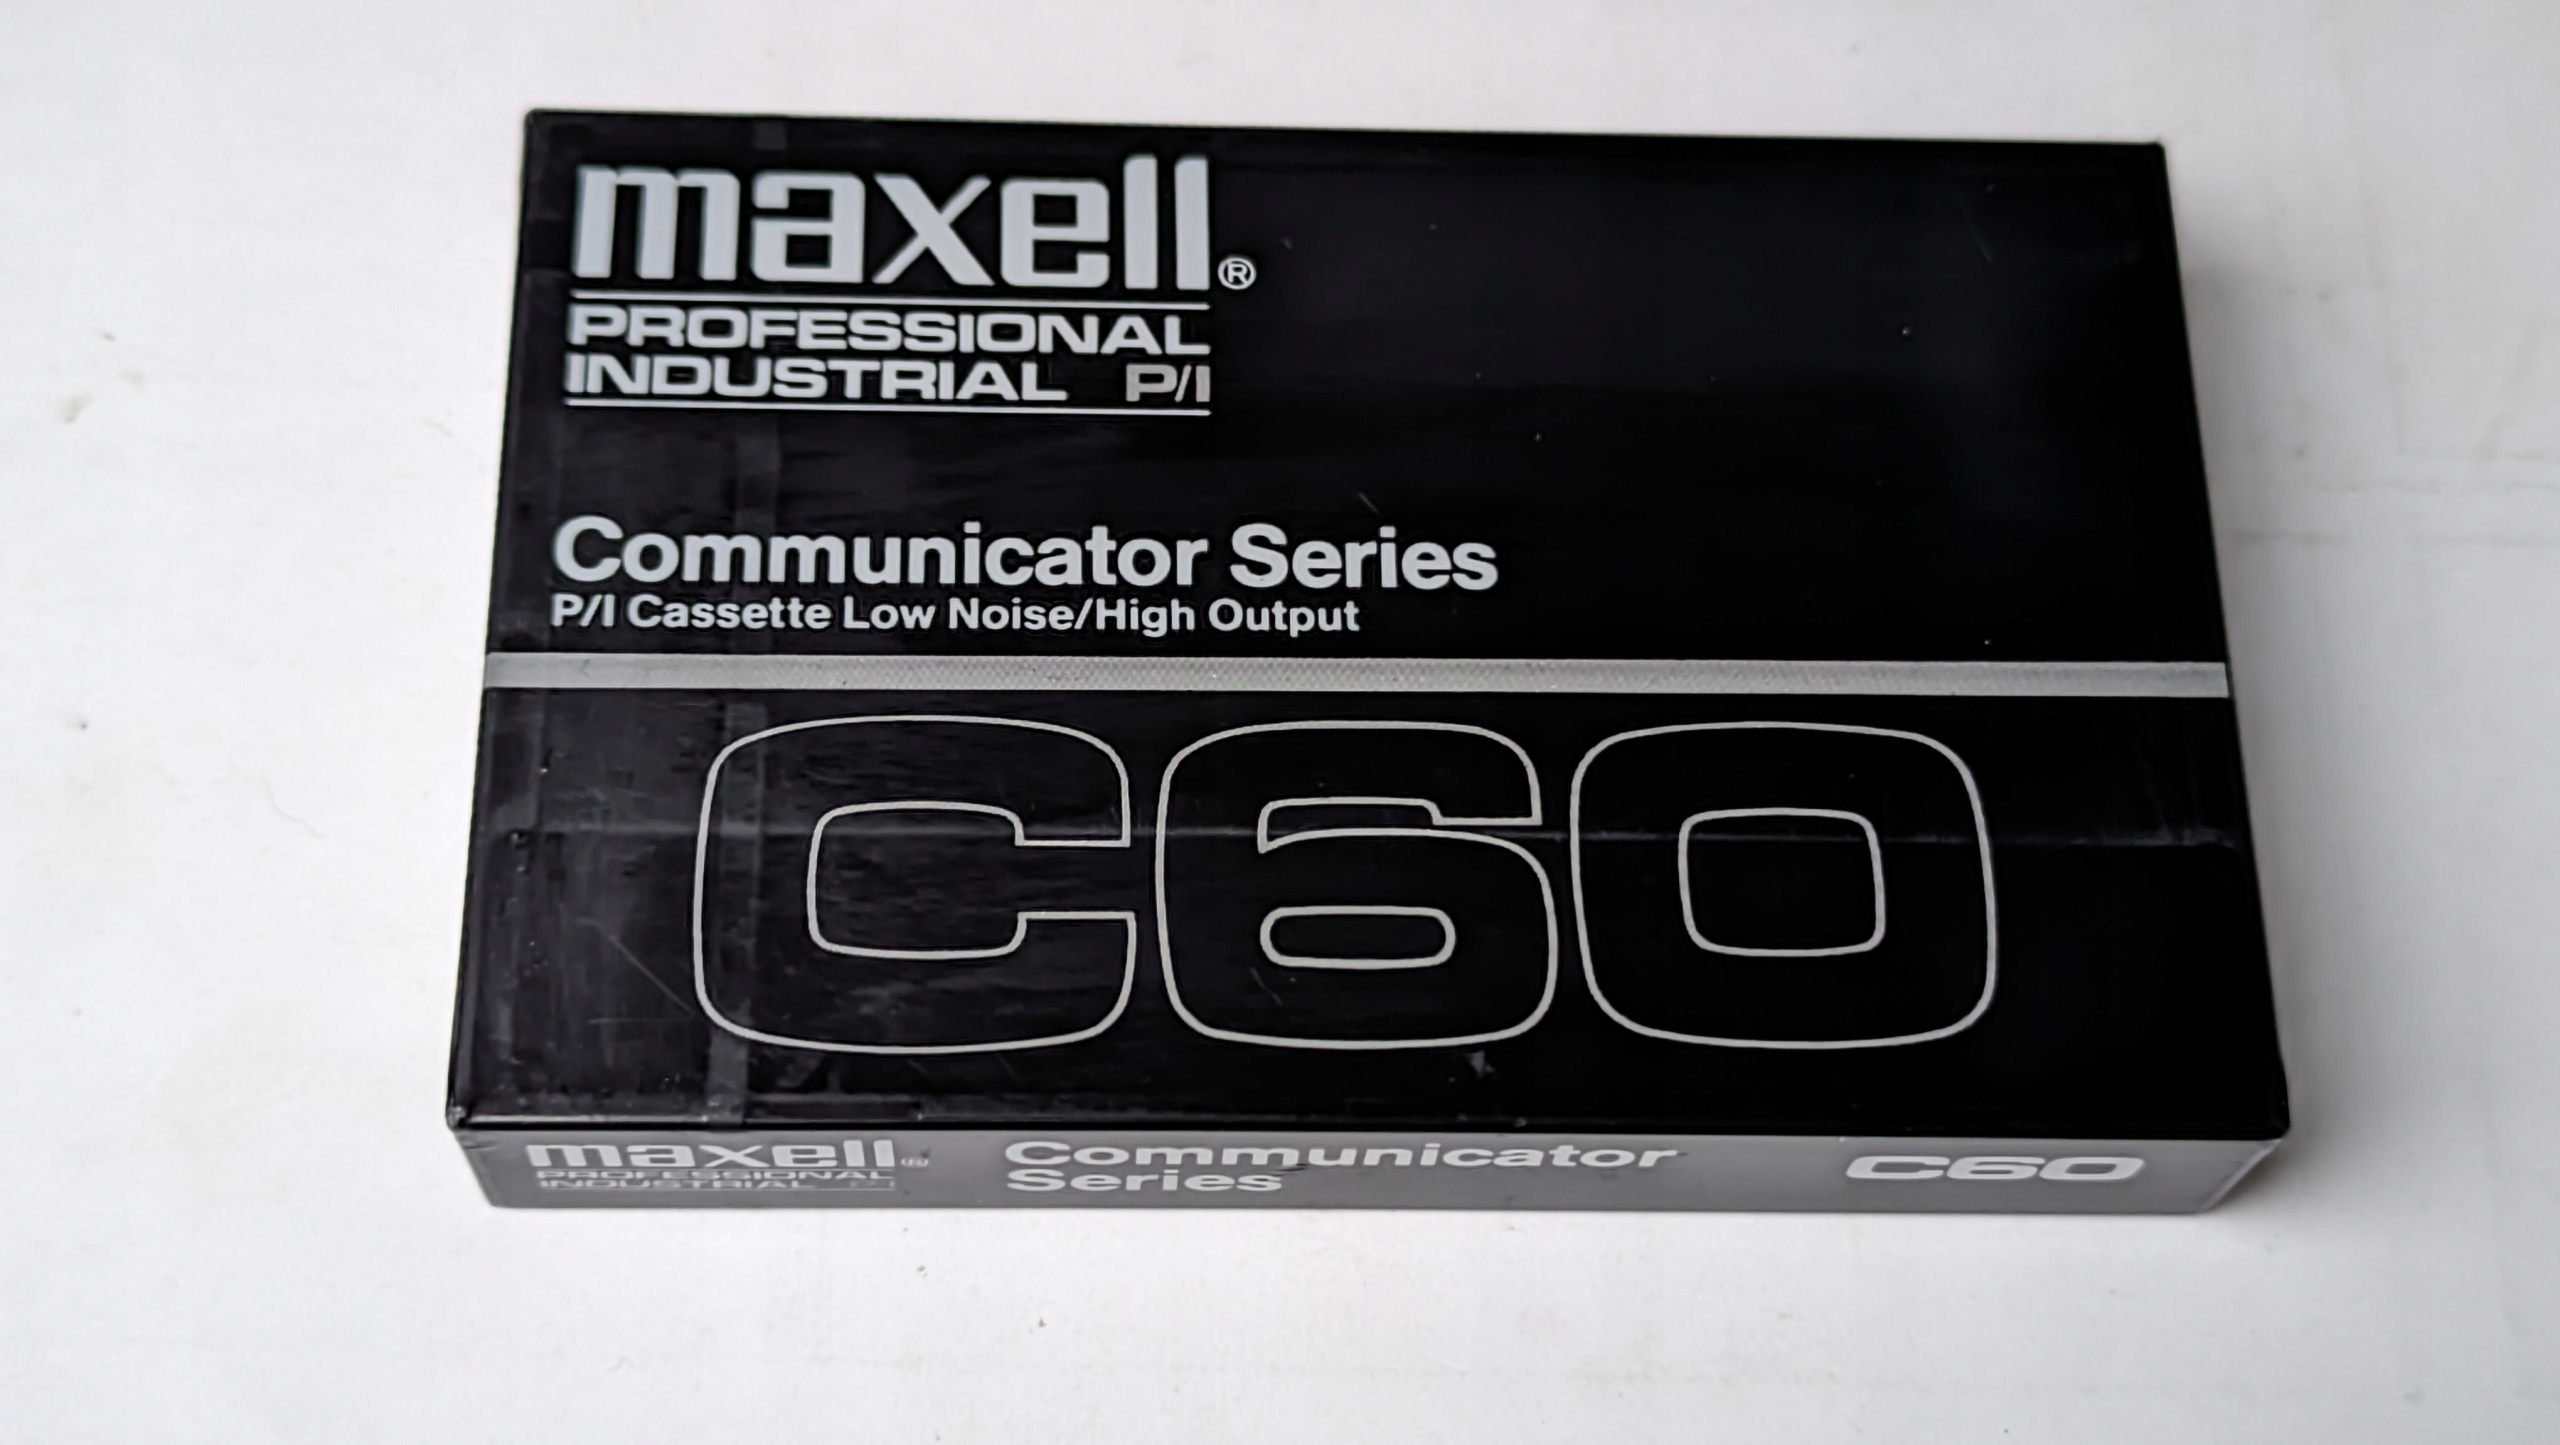 maxell®
PROFESSIONAL
INDUSTRIAL P/I
Communicator Series
P/I Cassette Low Noise/High Output
C60
maxell®
PROFESSIONAL
INDUSTRIAL P/I
Communicator
Series
C60